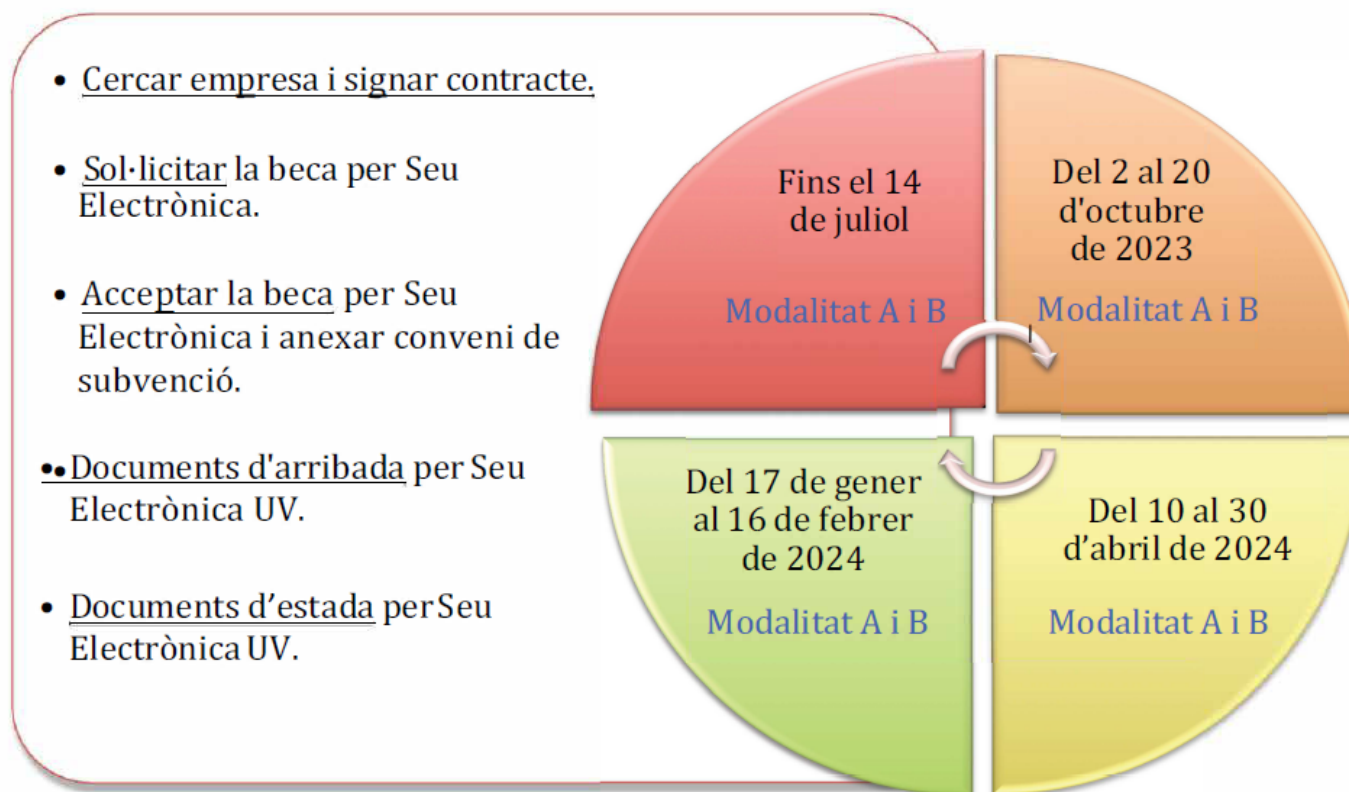 • Cercar empresa i signar contracte.
• Sol·licitar la beca per Seu
Electrònica.
• Acceptar la beca per Seu
Electrònica i anexar conveni de
subvenció.
•• Documents d'arribada per Seu
Electrònica UV.
• Documents d’estada per Seu
Electrònica UV.
Fins el 14
de juliol
Modalitat A i B
Del 2 al 20
d'octubre
de 2023
Modalitat A i B
Del 17 de gener
al 16 de febrer
de 2024
Modalitat A i B
Del 10 al 30
d’abril de 2024
Modalitat A i B